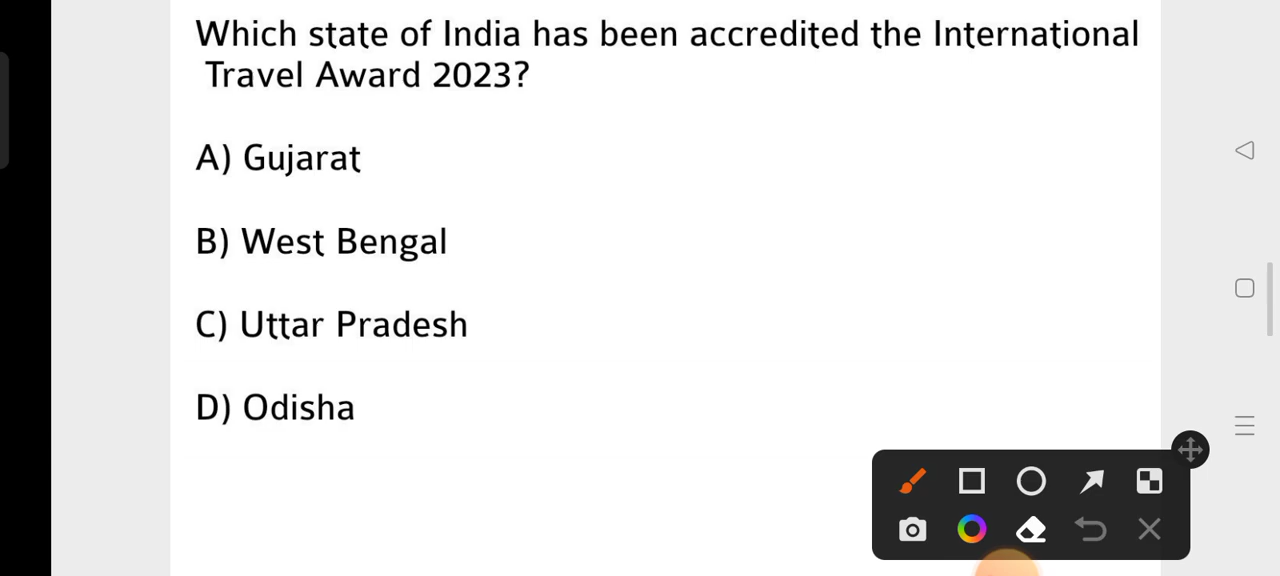 Which state of India has been accredited the International
Travel Award 2023?
A) Gujarat
B) West Bengal
C) Uttar Pradesh
D) Odisha